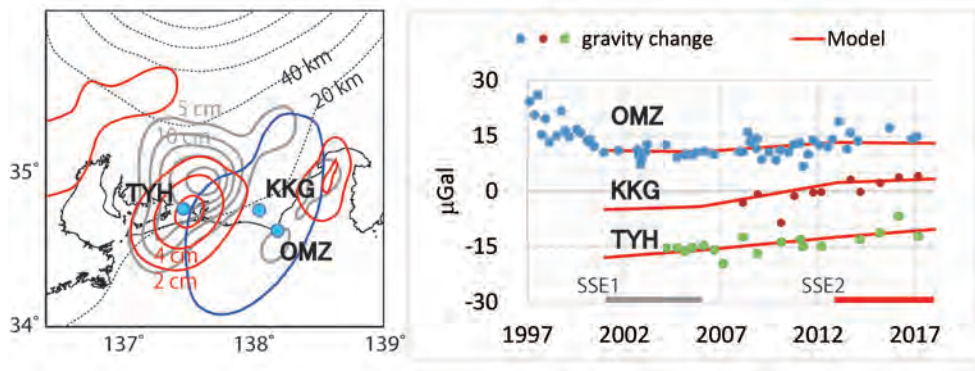 40 km
20 km
5 cm
10 cm
35°
TYH
KKG
OMZ
4 cm
2 cm
34°
137°
138°
139°
gravity change
Model
30
15
0
-15
-30
µGal
OMZ
KKG
TYH
SSE1
SSE2
1997
2002
2007
2012
2017